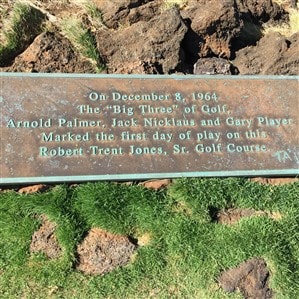 On December 8, 1964.
The "Big Three" of Golf,
Arnold Palmer, Jack Nicklaus and Gary Player
Marked the first day of play on this,
Robert Trent Jones, Sr. Golf Course.